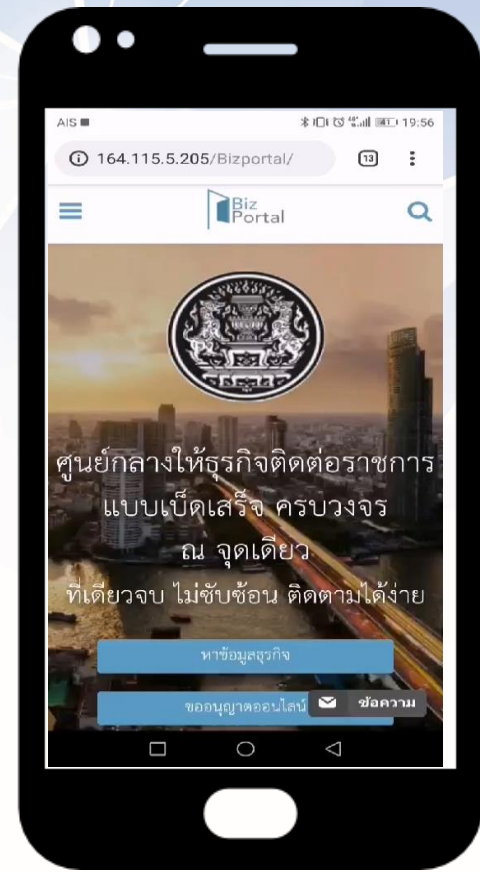 AIS
19:56
164.115.5.205/Bizportal/
13
Biz
Portal
ศูนย์กลางให้ธุรกิจติดต่อราชการ
แบบเบ็ดเสร็จ ครบวงจร
ณ จุดเดียว
ที่เดียวจบ ไม่ซับซ้อน ติดตามได้ง่าย
หาข้อมูลธุรกิจ
ขออนุญาตออนไลน์
ข้อความ